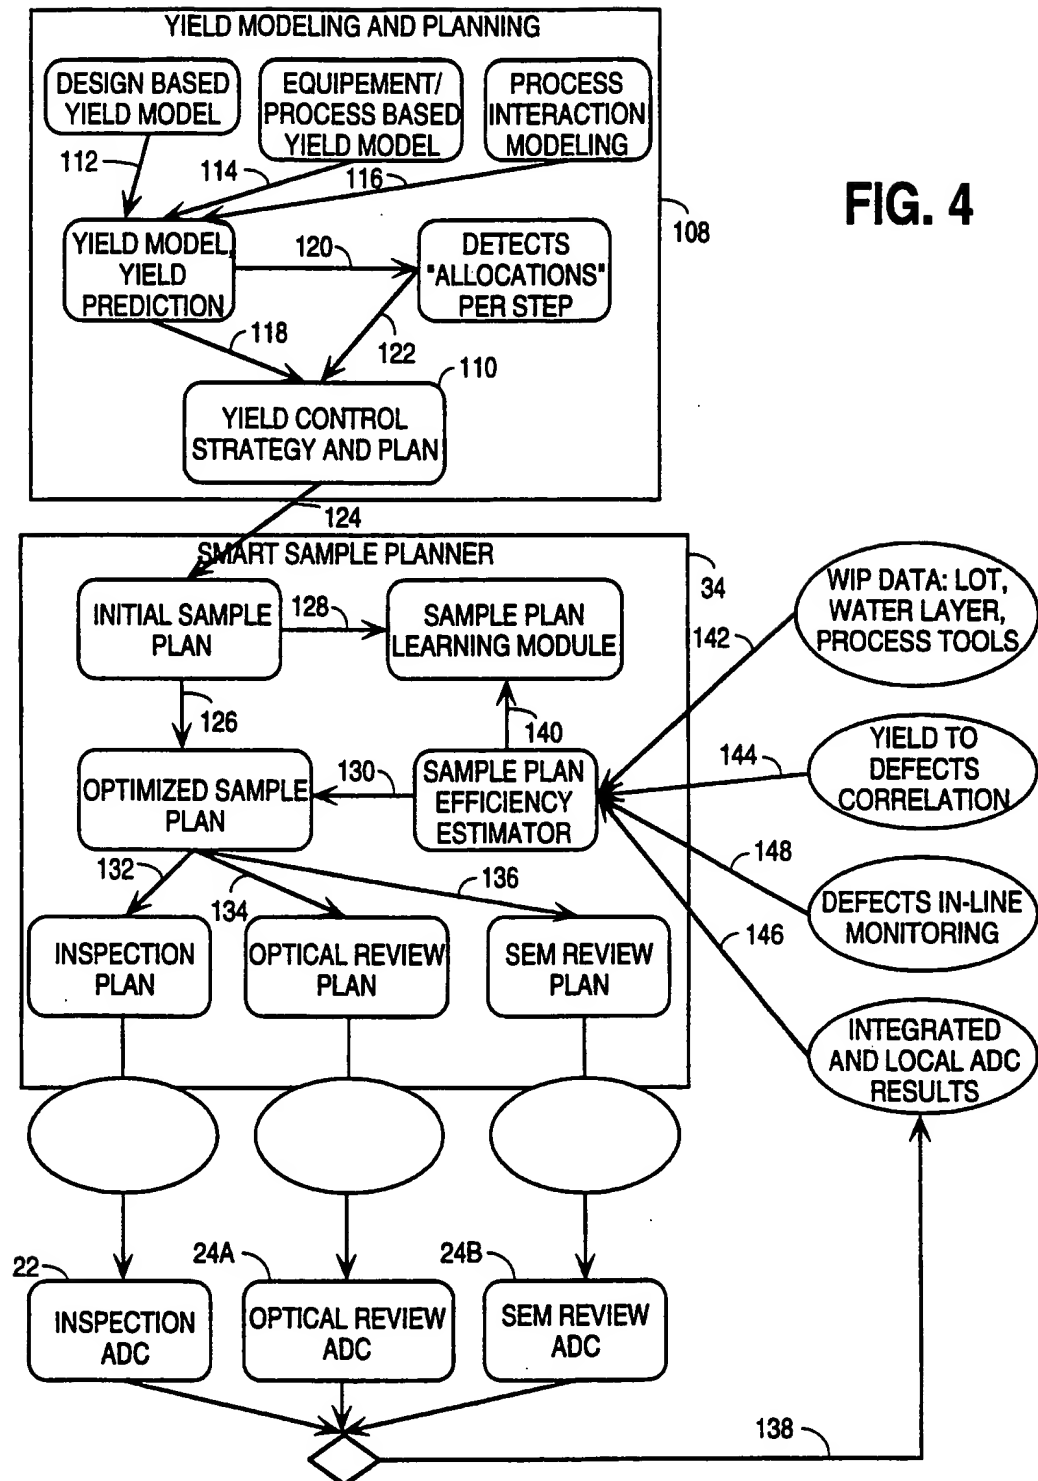 YIELD MODELING AND PLANNING
DESIGN BASED
YIELD MODEL
EQUIPEMENT/
PROCESS BASED
YIELD MODEL
PROCESS
INTERACTION
MODELING
112
114
116
FIG. 4
108
YIELD MODEL,
YIELD
PREDICTION
120
DETECTS
"ALLOCATIONS"
PER STEP
118
122
110
YIELD CONTROL
STRATEGY AND PLAN
124
SMART SAMPLE PLANNER
34
INITIAL SAMPLE
PLAN
128
SAMPLE PLAN
LEARNING MODULE
142
WIP DATA: LOT,
WATER LAYER,
PROCESS TOOLS
126
140
OPTIMIZED SAMPLE
PLAN
130
SAMPLE PLAN
EFFICIENCY
ESTIMATOR
144
YIELD TO
DEFECTS
CORRELATION
132
134
136
148
DEFECTS IN-LINE
MONITORING
146
INSPECTION
PLAN
OPTICAL REVIEW
PLAN
SEM REVIEW
PLAN
INTEGRATED
AND LOCAL ADC
RESULTS
22
24A
24B
INSPECTION
ADC
OPTICAL REVIEW
ADC
SEM REVIEW
ADC
138